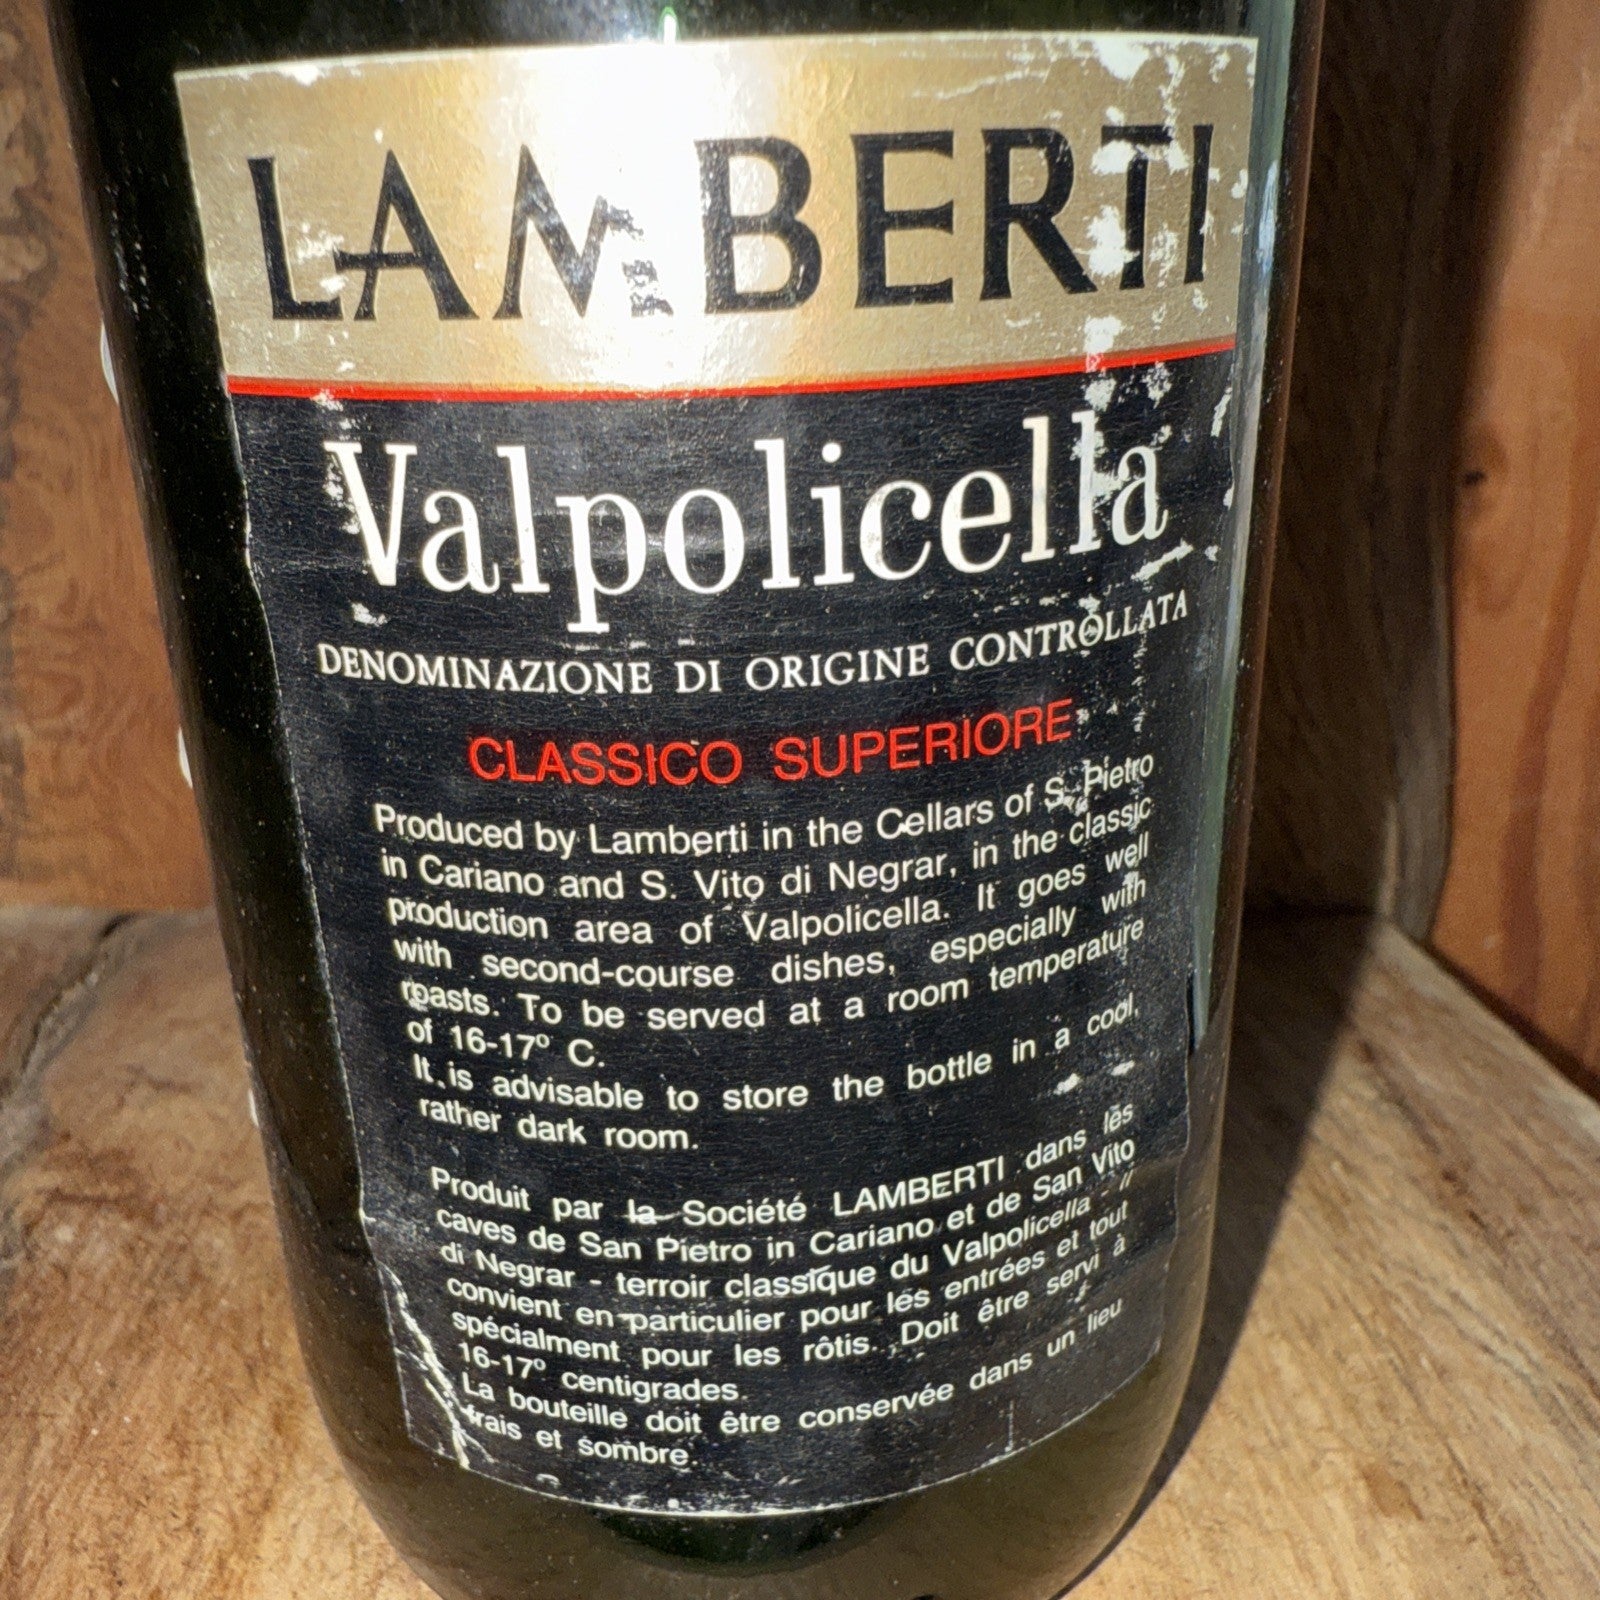 LAMBERTI
Valpolicella
DENOMINAZIONE DI ORIGINE CONTROLLATA
CLASSICO SUPERIORE
Produced by Lamberti in the Cellars of S. Pietro
in Cariano and S. Vito di Negrar, in the classic
production area of Valpolicella. It goes well
with second-course dishes, especially with
roasts. To be served at a room temperature
of 16-17º C.
It is advisable to store the bottle in a cool,
rather dark room.
Produit par la Société LAMBERTI dans les
caves de San Pietro in Cariano et de San Vito
di Negrar - terroir classique du Valpolicella - il
convient en particulier pour les entrées et tout
spécialment pour les rôtis. Doit être servi à
16-17º centigrades.
La bouteille doit être conservée dans un lieu
frais et sombre.